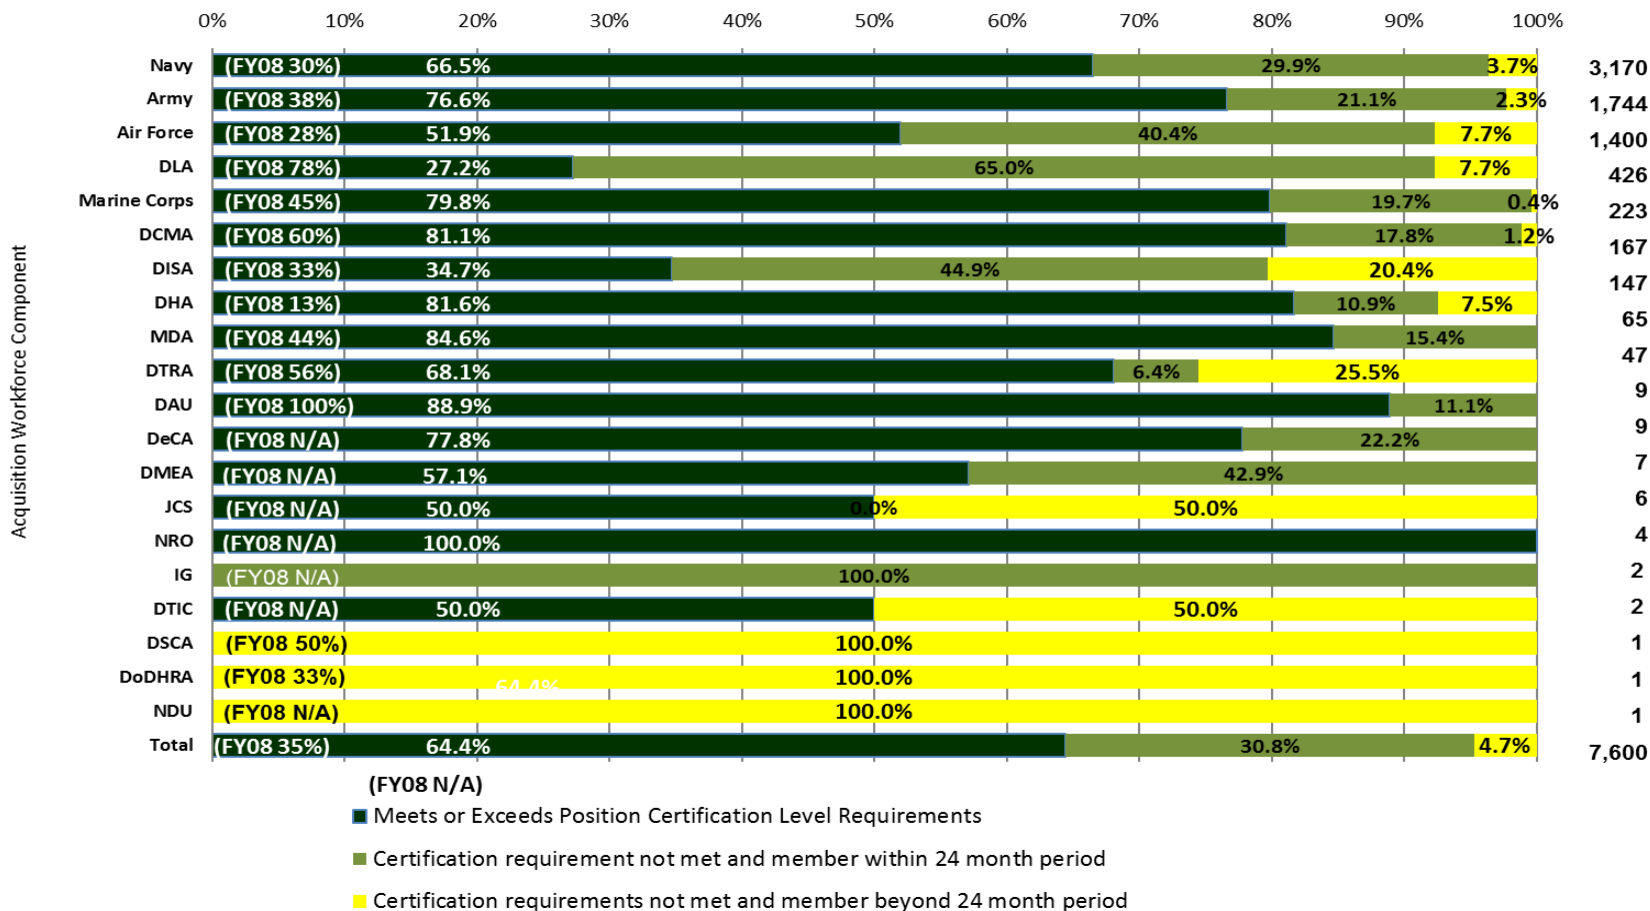 0% 10% 20% 30% 40% 50% 60% 70% 80% 90% 100%
Acquisition Workforce Component
Navy (FY08 30%) 66.5% 29.9% 3.7% 3,170
Army (FY08 38%) 76.6% 21.1% 2.3% 1,744
Air Force (FY08 28%) 51.9% 40.4% 7.7% 1,400
DLA (FY08 78%) 27.2% 65.0% 7.7% 426
Marine Corps (FY08 45%) 79.8% 19.7% 0.4% 223
DCMA (FY08 60%) 81.1% 17.8% 1.2% 167
DISA (FY08 33%) 34.7% 44.9% 20.4% 147
DHA (FY08 13%) 81.6% 10.9% 7.5% 65
MDA (FY08 44%) 84.6% 15.4% 47
DTRA (FY08 56%) 68.1% 6.4% 25.5% 9
DAU (FY08 100%) 88.9% 11.1% 9
DeCA (FY08 N/A) 77.8% 22.2% 7
DMEA (FY08 N/A) 57.1% 42.9% 6
JCS (FY08 N/A) 50.0% 0.0% 50.0% 4
NRO (FY08 N/A) 100.0% 2
IG (FY08 N/A) 100.0% 2
DTIC (FY08 N/A) 50.0% 50.0% 1
DSCA (FY08 50%) 100.0% 1
DoDHRA (FY08 33%) 64.4% 100.0% 1
NDU (FY08 N/A) 100.0%
Total (FY08 35%) 64.4% 30.8% 4.7% 7,600
(FY08 N/A)
Meets or Exceeds Position Certification Level Requirements
Certification requirement not met and member within 24 month period
Certification requirements not met and member beyond 24 month period